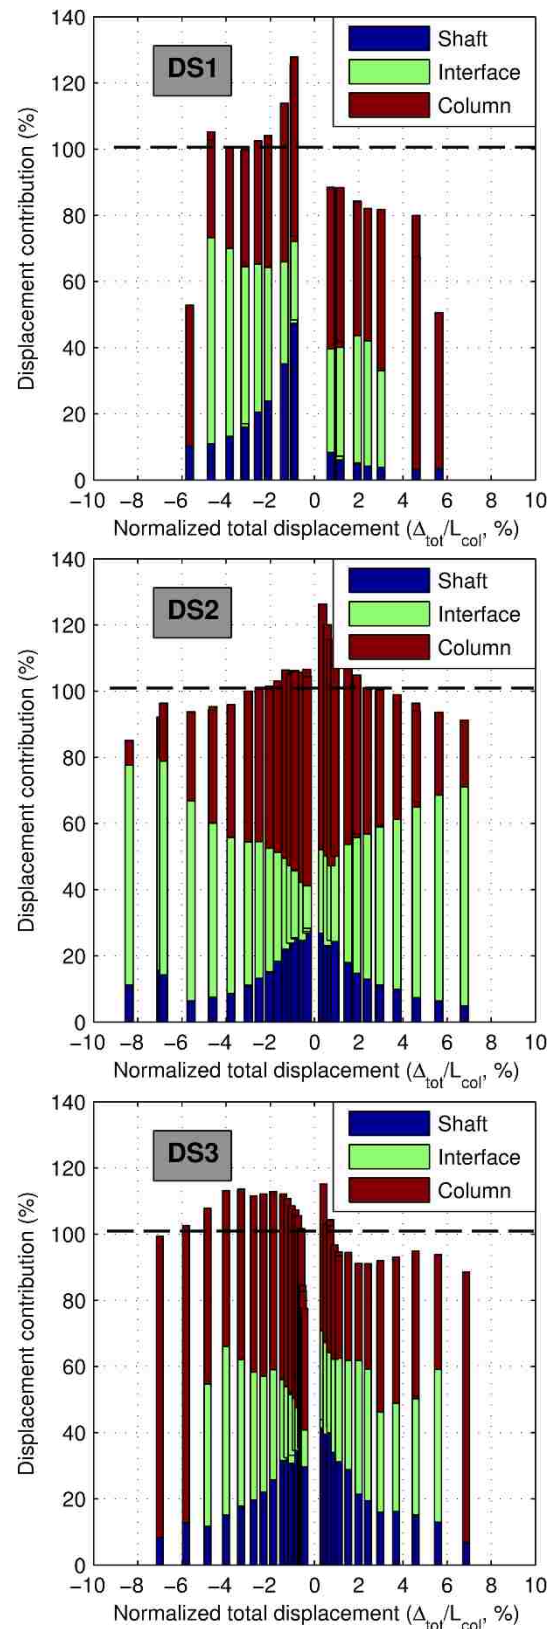 140
DS1
Shaft
120
Interface
Column
100
80
60
40
20
0
Displacement contribution (%)
−10 −8 −6 −4 −2 0 2 4 6 8 10
Normalized total displacement (Δtot/Lcol, %)
140
DS2
Shaft
120
Interface
Column
100
80
60
40
20
0
Displacement contribution (%)
−10 −8 −6 −4 −2 0 2 4 6 8 10
Normalized total displacement (Δtot/Lcol, %)
140
DS3
Shaft
120
Interface
Column
100
80
60
40
20
0
Displacement contribution (%)
−10 −8 −6 −4 −2 0 2 4 6 8 10
Normalized total displacement (Δtot/Lcol, %)